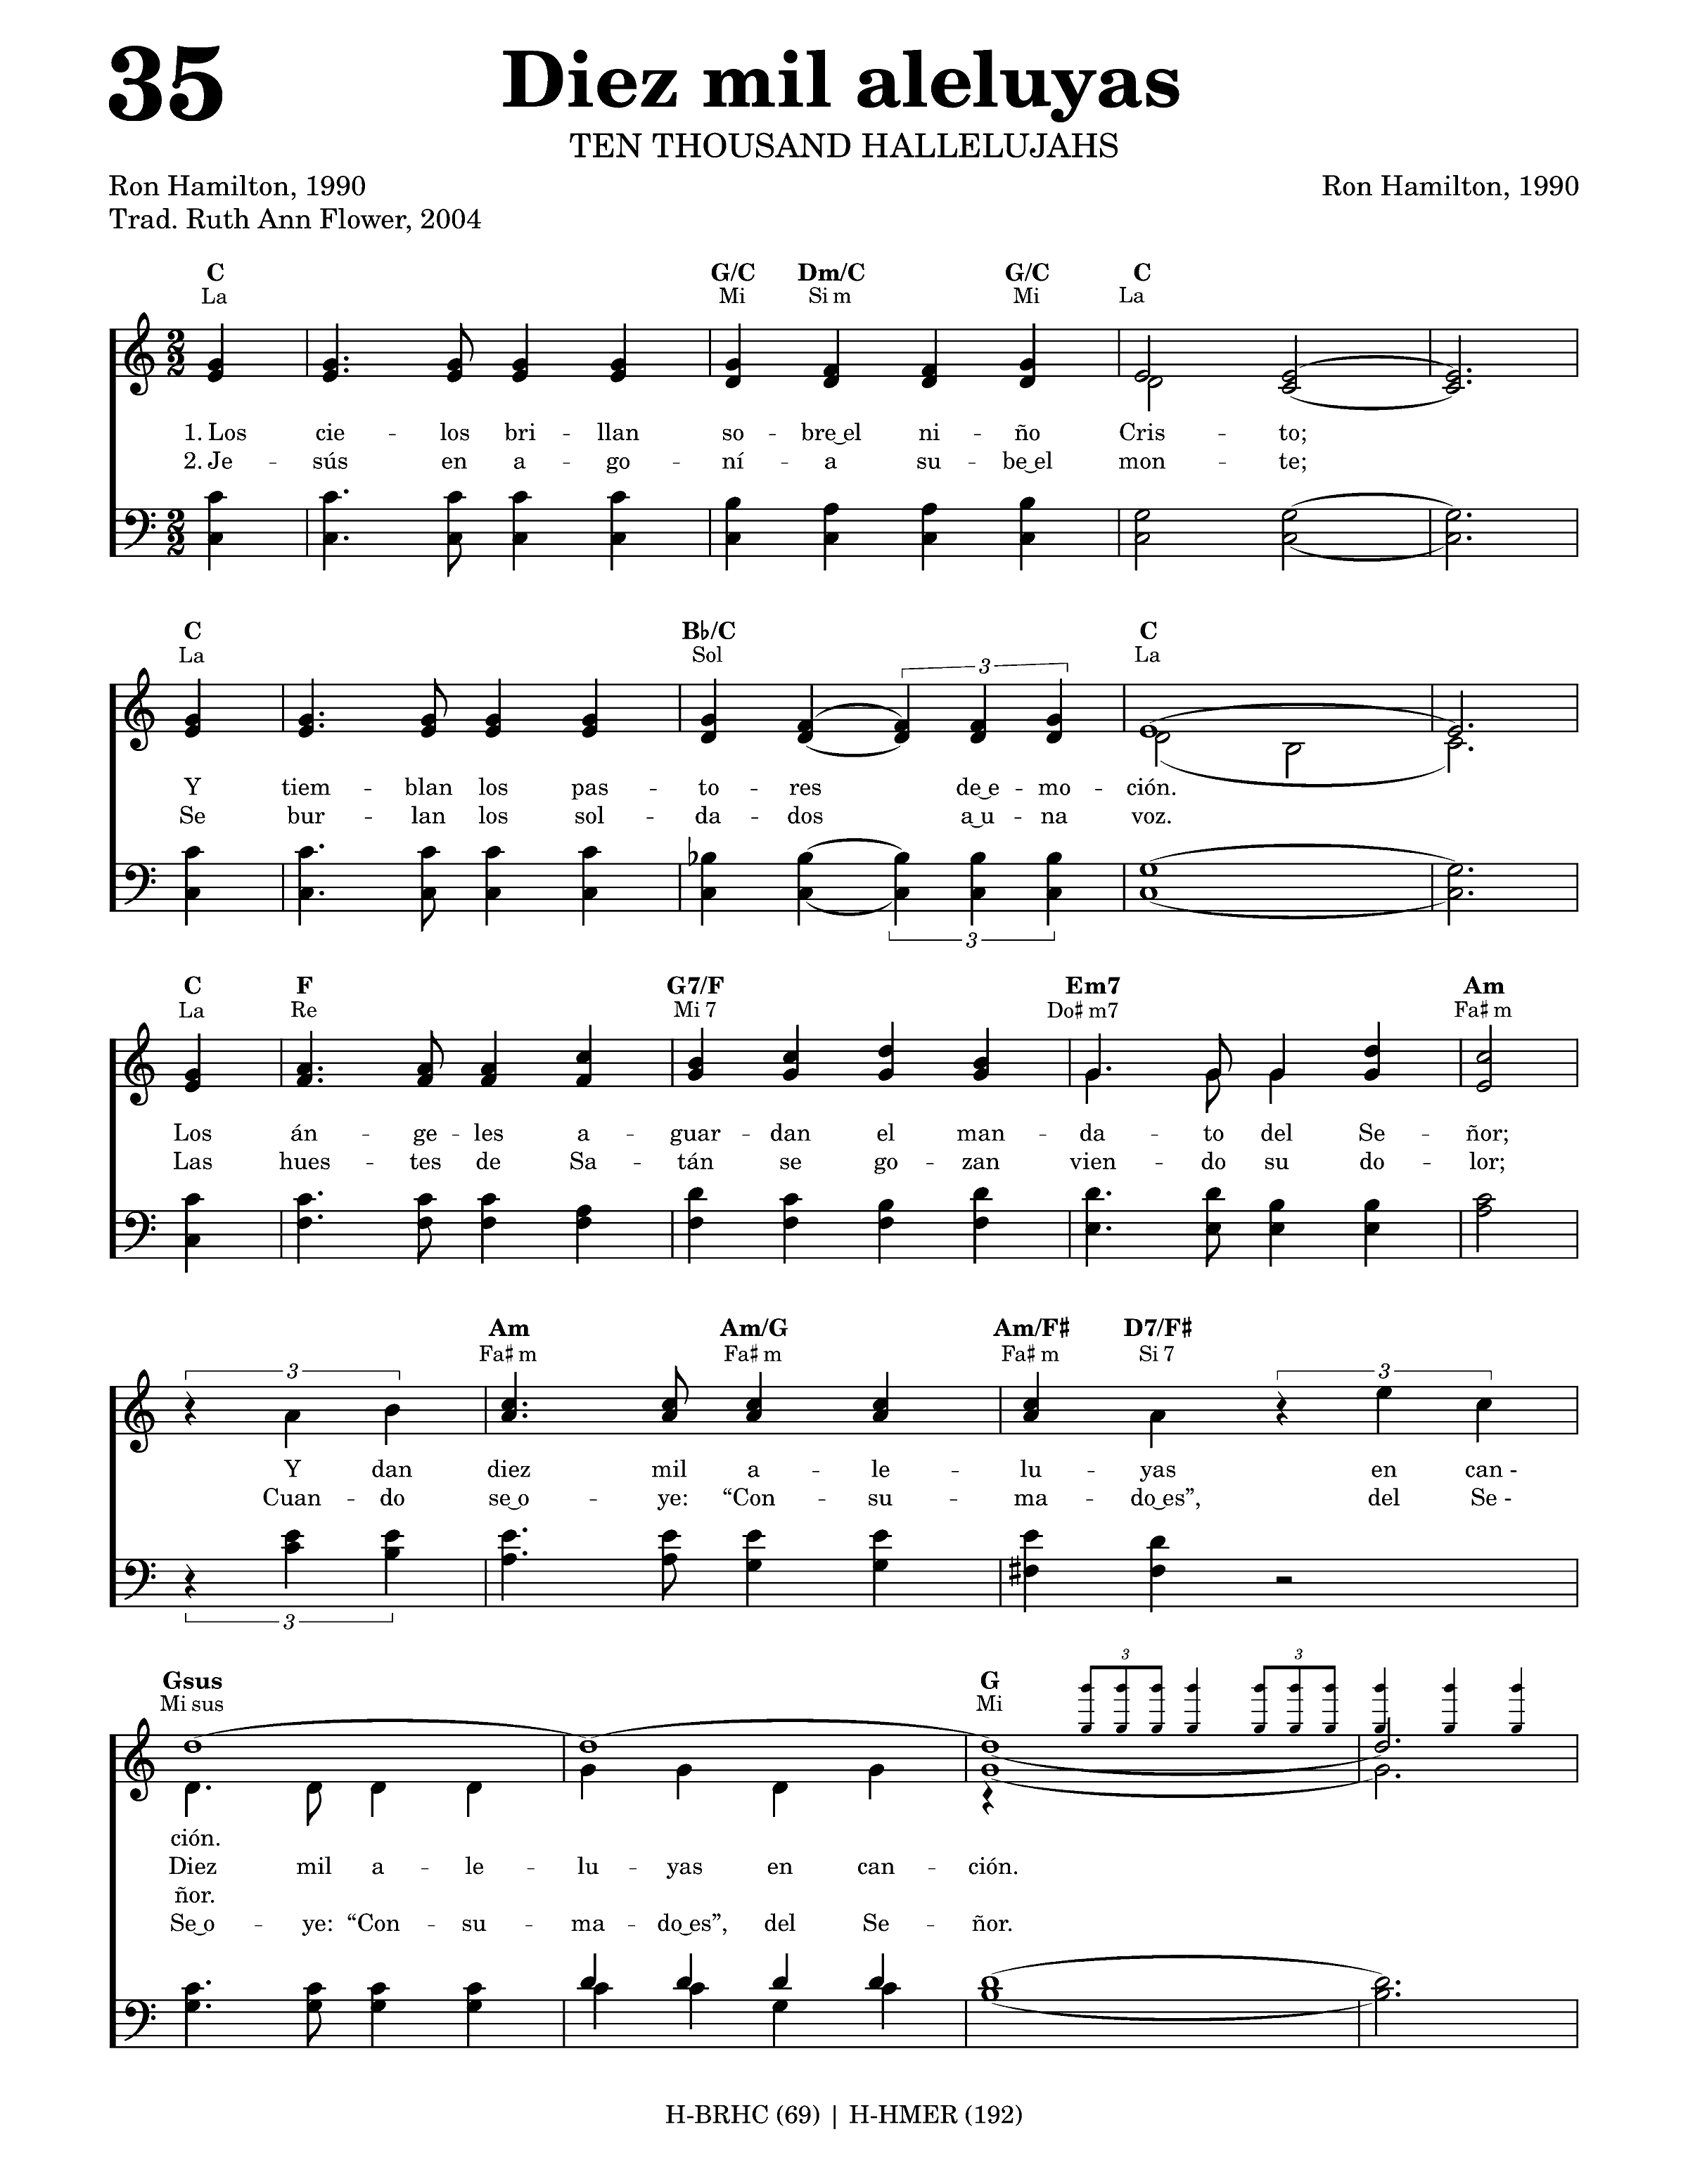 35 Diez mil aleluyas
TEN THOUSAND HALLELUJAHS
Ron Hamilton, 1990 Ron Hamilton, 1990
Trad. Ruth Ann Flower, 2004
C G/C Dm/C G/C C
La Mi Si m Mi La
1. Los cie - los bri - llan so - bre‿el ni - ño Cris - to;
2. Je - sús en a - go - ní - a su - be‿el mon - te;
C B♭/C C
La Sol La
3
Y tiem - blan los pas - to - res de‿e - mo - ción.
Se bur - lan los sol - da - dos a‿u - na voz.
3
C F G7/F Em7 Am
La Re Mi 7 Do♯ m7 Fa♯ m
Los án - ge - les a - guar - dan el man - da - to del Se - ñor;
Las hues - tes de Sa - tán se go - zan vien - do su do - lor;
Am Am/G Am/F♯ D7/F♯
Fa♯ m Fa♯ m Fa♯ m Si 7
3 3
Y dan diez mil a - le - lu - yas en can -
Cuan - do se‿o - ye: “Con - su - ma - do‿es”, del Se -
3
3 3
Gsus G
Mi sus Mi
ción.
Diez mil a - le - lu - yas en can - ción.
ñor.
Se‿o - ye: “Con - su - ma - do‿es”, del Se - ñor.
H-BRHC (69) | H-HMER (192)